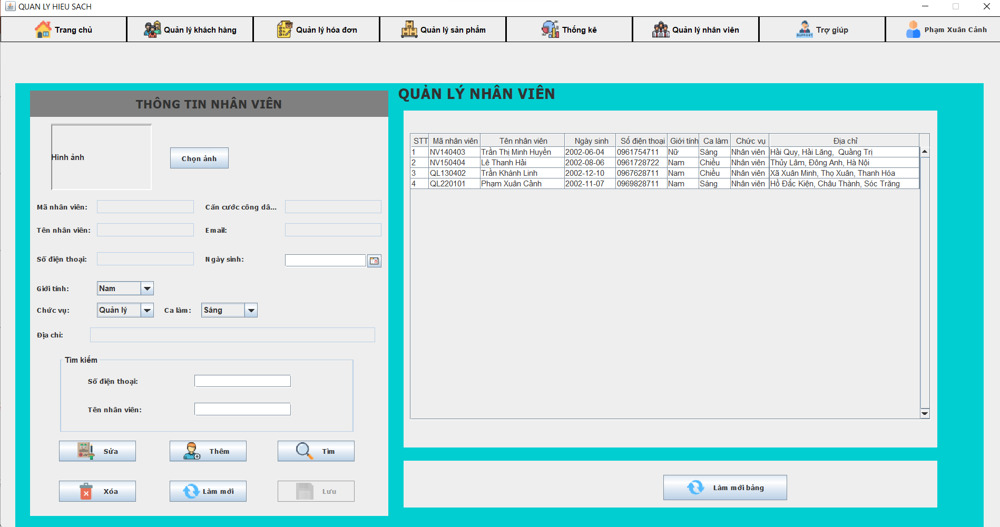 QUAN LY HIEU SACH
Trang chủ
Quản lý khách hàng
Quản lý hóa đơn
Quản lý sản phẩm
Thống kê
Quản lý nhân viên
SUPPORT
Trợ giúp
Phạm Xuân Cảnh
THÔNG TIN NHÂN VIÊN
Hình ảnh
Chọn ảnh
Mã nhân viên:
Căn cước công dâ...
Tên nhân viên:
Email:
Số điện thoại:
Ngày sinh:
Giới tính:
Nam
Chức vụ:
Quản lý
Ca làm:
Sáng
Địa chỉ:
Tìm kiếm
Số điện thoại:
Tên nhân viên:
Sửa
Thêm
Tìm
Xóa
Làm mới
Lưu
QUẢN LÝ NHÂN VIÊN
STT Mã nhân viên Tên nhân viên Ngày sinh Số điện thoại Giới tính Ca làm Chức vụ Địa chỉ
1 NV140403 Trần Thị Minh Huyền 2002-06-04 0961754711 Nữ Sáng Nhân viên Hải Quy, Hải Lăng, Quảng Trị
2 NV150404 Lê Thanh Hải 2002-08-06 0961728722 Nam Chiều Nhân viên Thủy Lâm, Đông Anh, Hà Nội
3 QL130402 Trần Khánh Linh 2002-12-10 0967628711 Nam Chiều Nhân viên Xã Xuân Minh, Thọ Xuân, Thanh Hóa
4 QL220101 Phạm Xuân Cảnh 2002-11-07 0969828711 Nam Sáng Nhân viên Hồ Đắc Kiện, Châu Thành, Sóc Trăng
Làm mới bảng